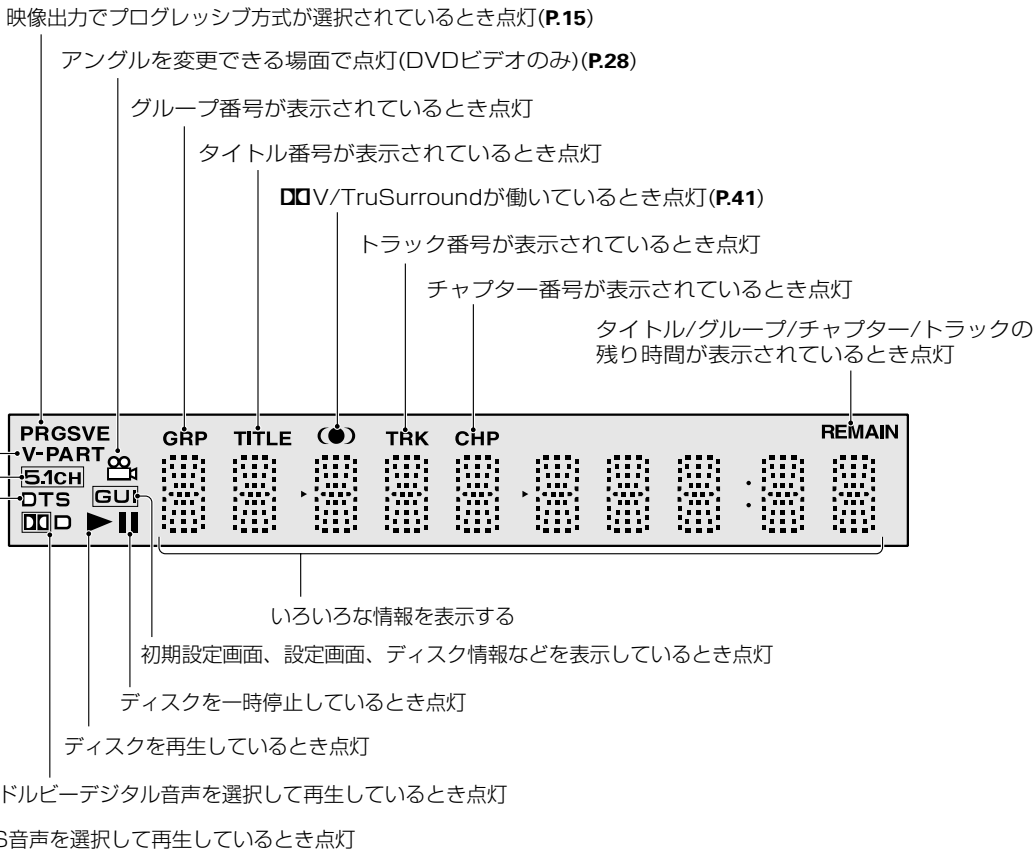 映像出力でプログレッシブ方式が選択されているとき点灯(P.15)
アングルを変更できる場面で点灯(DVDビデオのみ)(P.28)
グループ番号が表示されているとき点灯
タイトル番号が表示されているとき点灯
V/TruSurroundが働いているとき点灯(P.41)
トラック番号が表示されているとき点灯
チャプター番号が表示されているとき点灯
タイトル/グループ/チャプター/トラックの
残り時間が表示されているとき点灯
PRGSVE GRP TITLE TRK CHP REMAIN
V-PART
5.1CH
DTS GUI
D
いろいろな情報を表示する
初期設定画面、設定画面、ディスク情報などを表示しているとき点灯
ディスクを一時停止しているとき点灯
ディスクを再生しているとき点灯
ドルビーデジタル音声を選択して再生しているとき点灯
S音声を選択して再生しているとき点灯